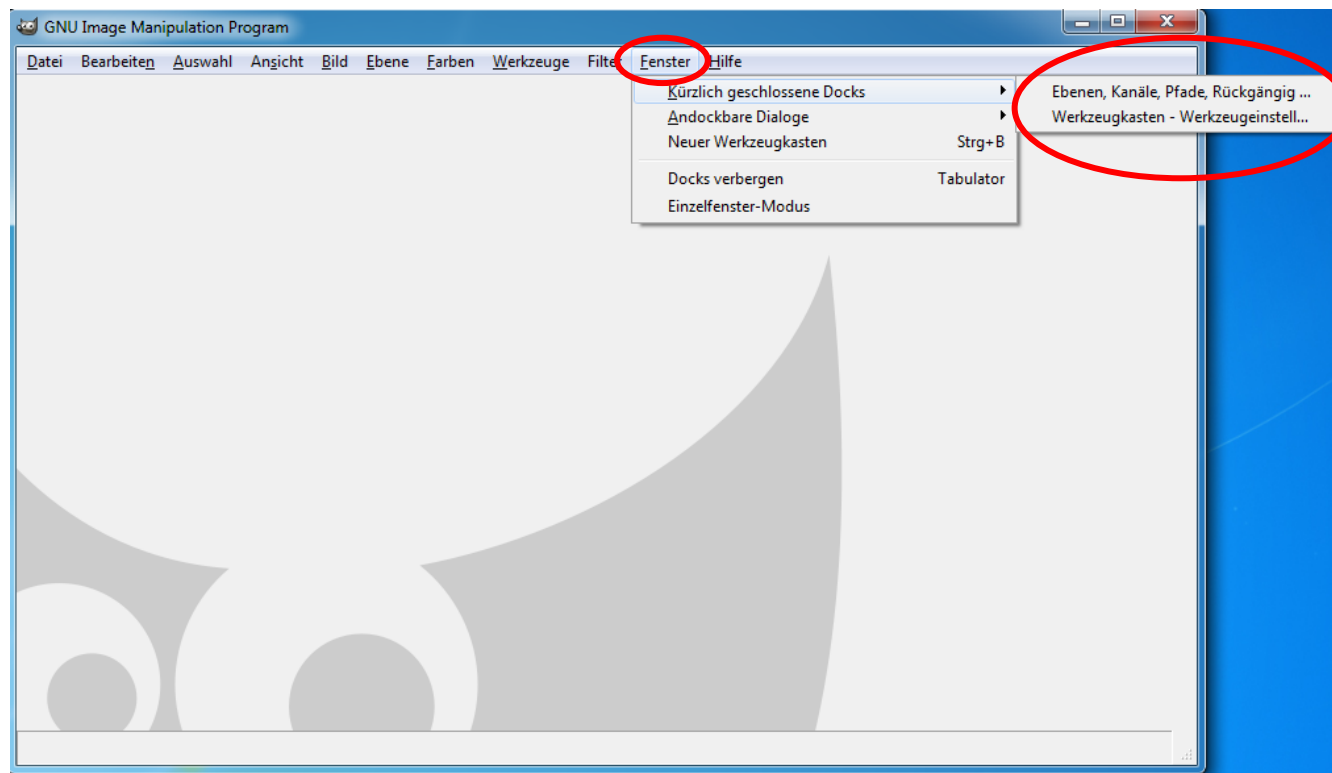 GNU Image Manipulation Program
Datei Bearbeiten Auswahl Ansicht Bild Ebene Farben Werkzeuge Filter Fenster Hilfe
Kürzlich geschlossene Docks
Ebenen, Kanäle, Pfade, Rückgängig ...
Andockbare Dialoge
Werkzeugkasten - Werkzeugeinstell...
Neuer Werkzeugkasten Strg+B
Docks verbergen Tabulator
Einzelfenster-Modus